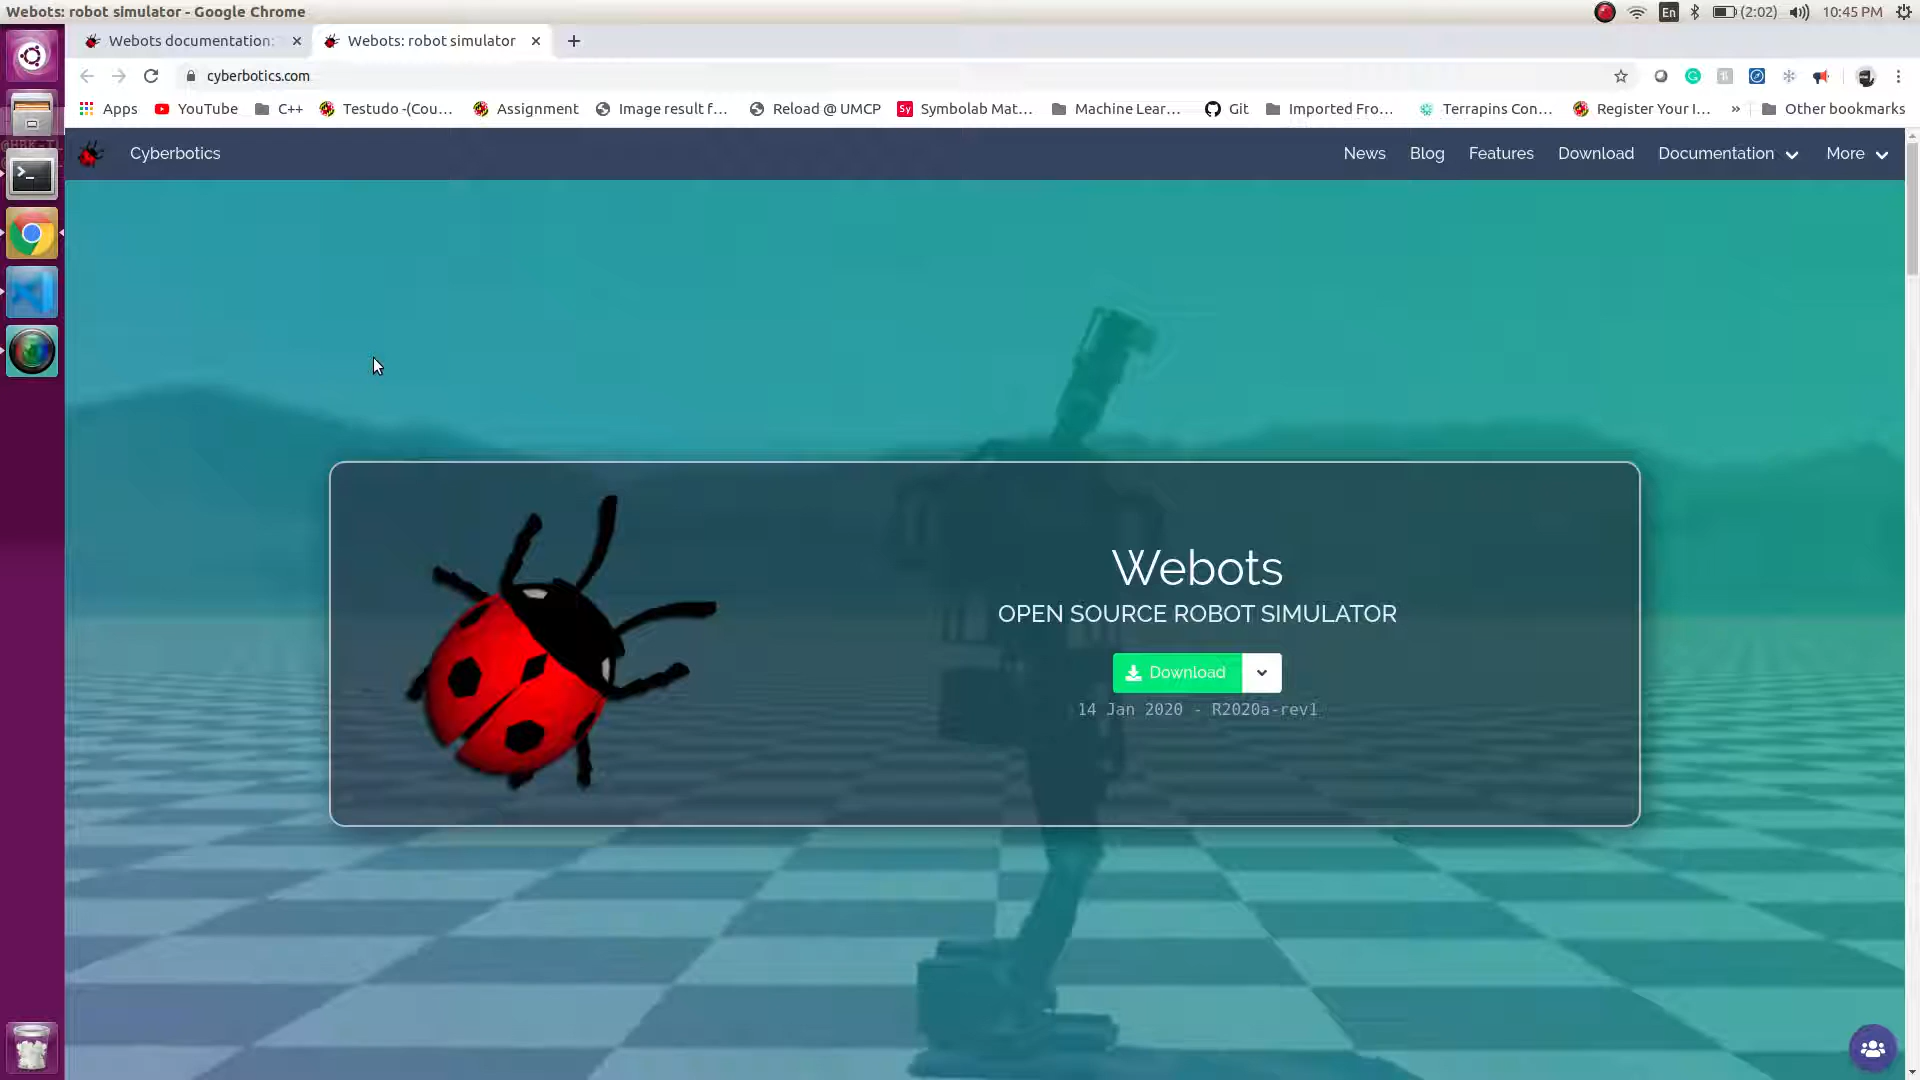 Webots: robot simulator - Google Chrome
En
(2:02)
10:45 PM
Webots documentation:
Webots: robot simulator
cyberbotics.com
Apps
YouTube
C++
Testudo -(Cou...
Assignment
Image result f...
Reload @ UMCP
Sy
Symbolab Mat...
Machine Lear...
Git
Imported Fro...
Terrapins Con...
Register Your I...
»
Other bookmarks
Cyberbotics
News
Blog
Features
Download
Documentation
More
Webots
OPEN SOURCE ROBOT SIMULATOR
Download
14 Jan 2020 - R2020a-rev1